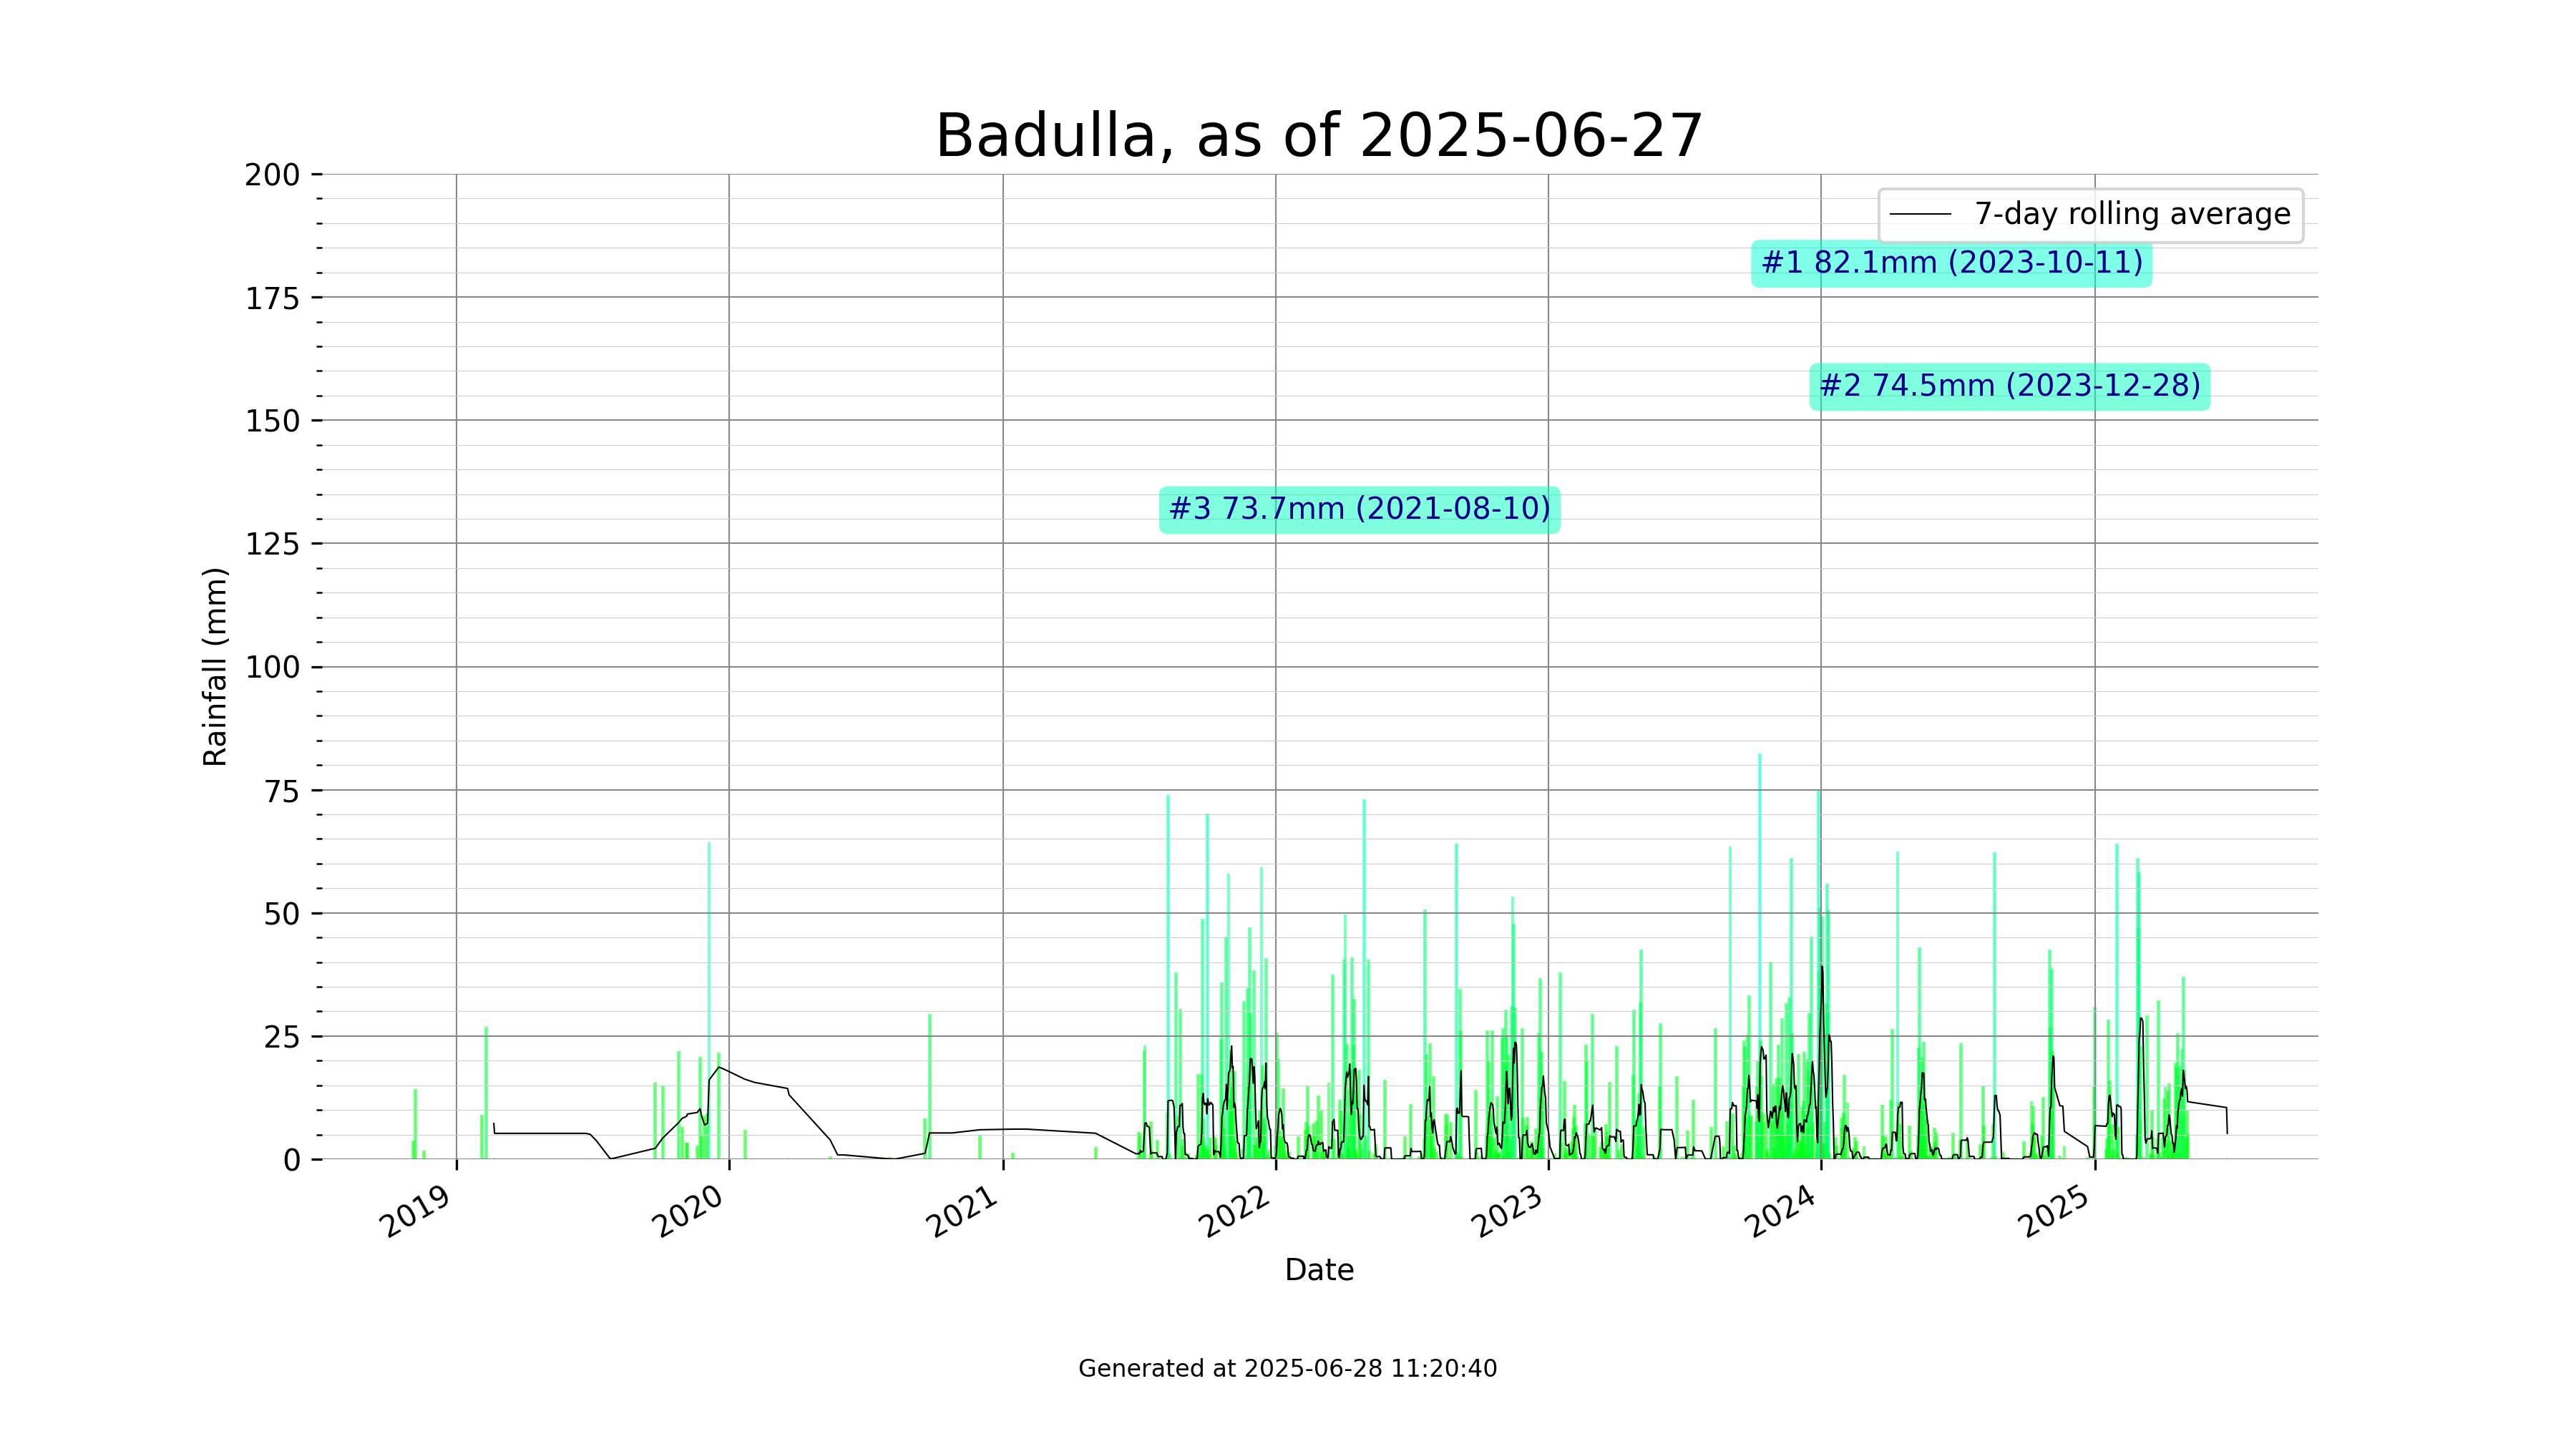 Badulla, as of 2025-06-27
200
175
150
125
100
75
50
25
0
Rainfall (mm)
7-day rolling average
#1 82.1mm (2023-10-11)
#2 74.5mm (2023-12-28)
#3 73.7mm (2021-08-10)
2019
2020
2021
2022
2023
2024
2025
Date
Generated at 2025-06-28 11:20:40